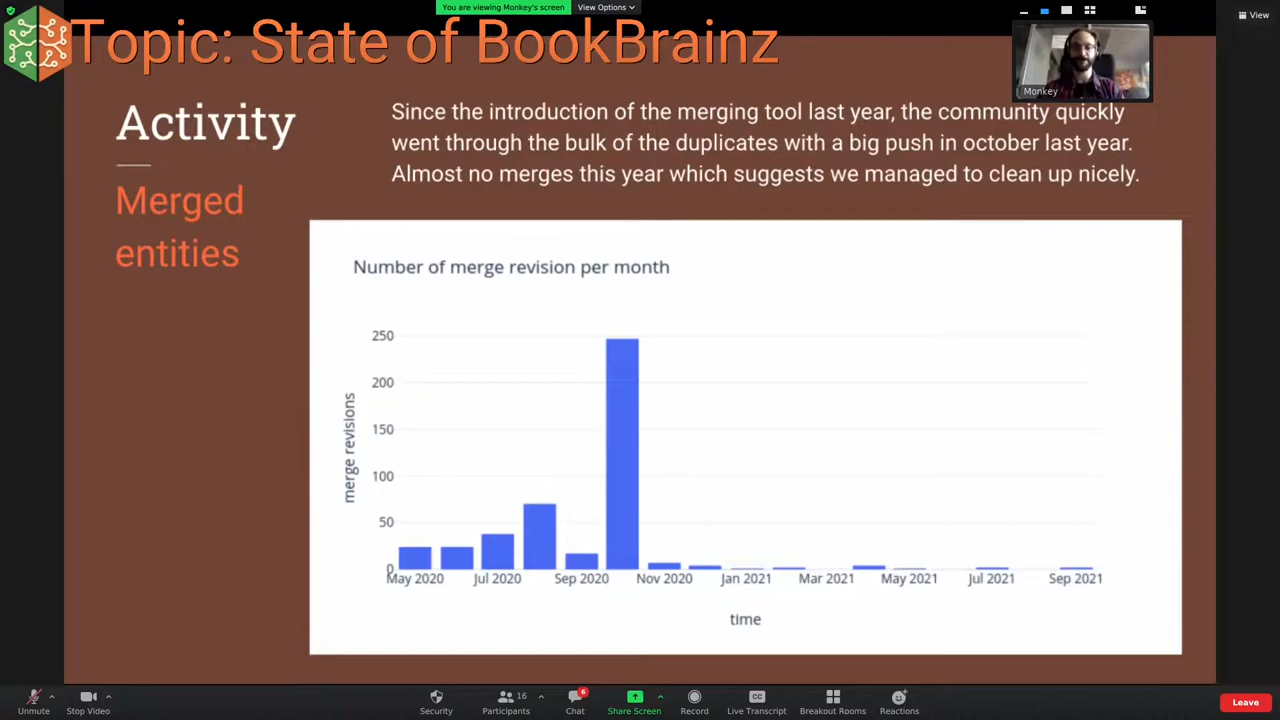 You are viewing Monkey's screen
View Options
View
Topic: State of BookBrainz
Monkey
Activity
Merged
entities
Since the introduction of the merging tool last year, the community quickly
went through the bulk of the duplicates with a big push in october last year.
Almost no merges this year which suggests we managed to clean up nicely.
Number of merge revision per month
merge revisions
250
200
150
100
50
0
May 2020
Jul 2020
Sep 2020
Nov 2020
Jan 2021
Mar 2021
May 2021
Jul 2021
Sep 2021
time
Unmute
Stop Video
Security
Participants
16
Chat
6
Share Screen
Record
CC
Live Transcript
Breakout Rooms
Reactions
Leave